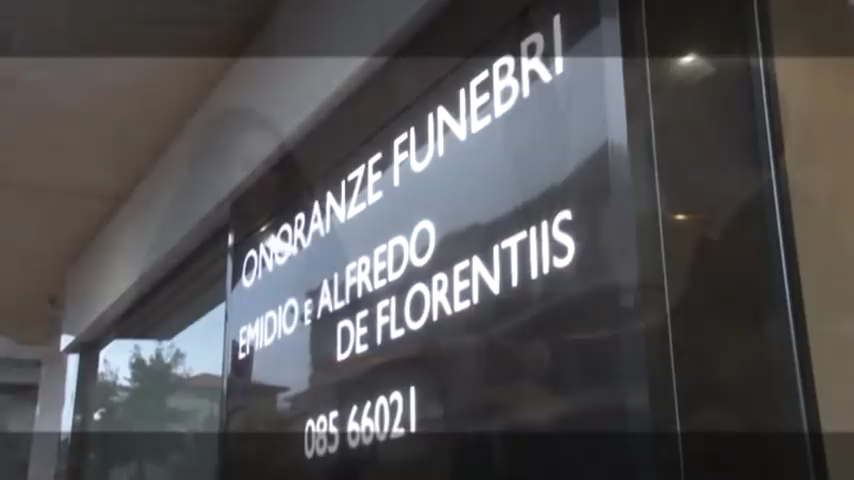 ONORANZE FUNEBRI
EMIDIO E ALFREDO
DE FLORENTIIS
085 66021